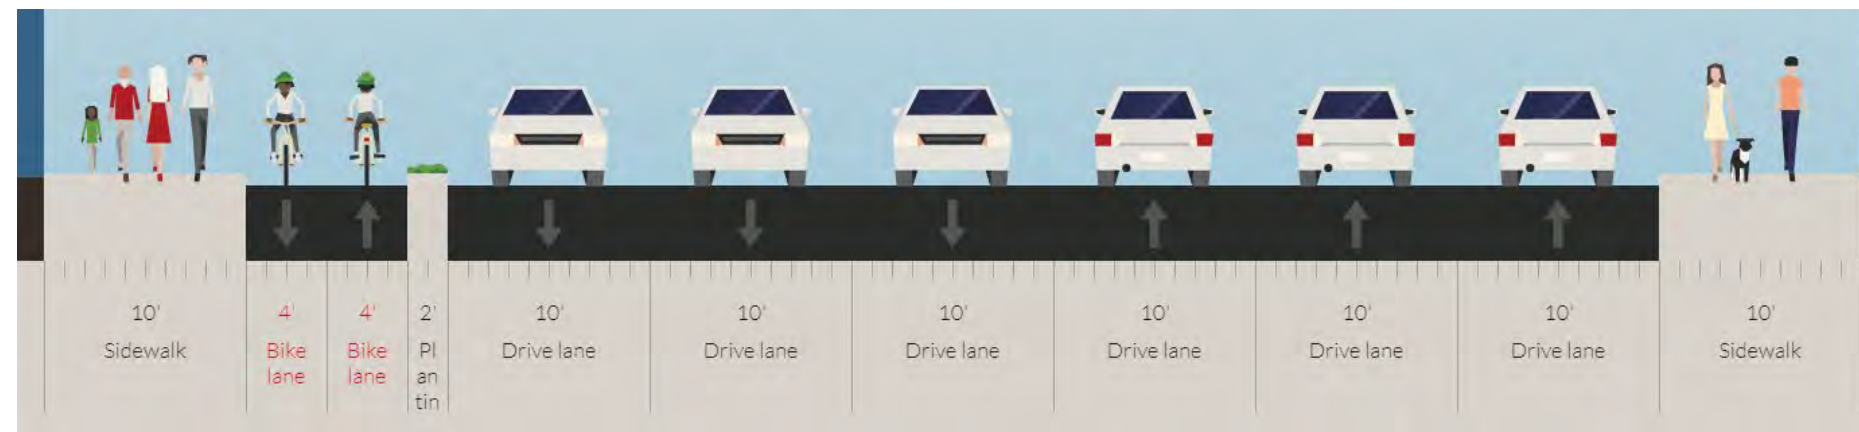 10' 4' 4' 2' 10' 10' 10' 10' 10' 10' 10'
Sidewalk Bike Bike Pl Drive lane Drive lane Drive lane Drive lane Drive lane Drive lane Sidewalk
lane lane an
tin